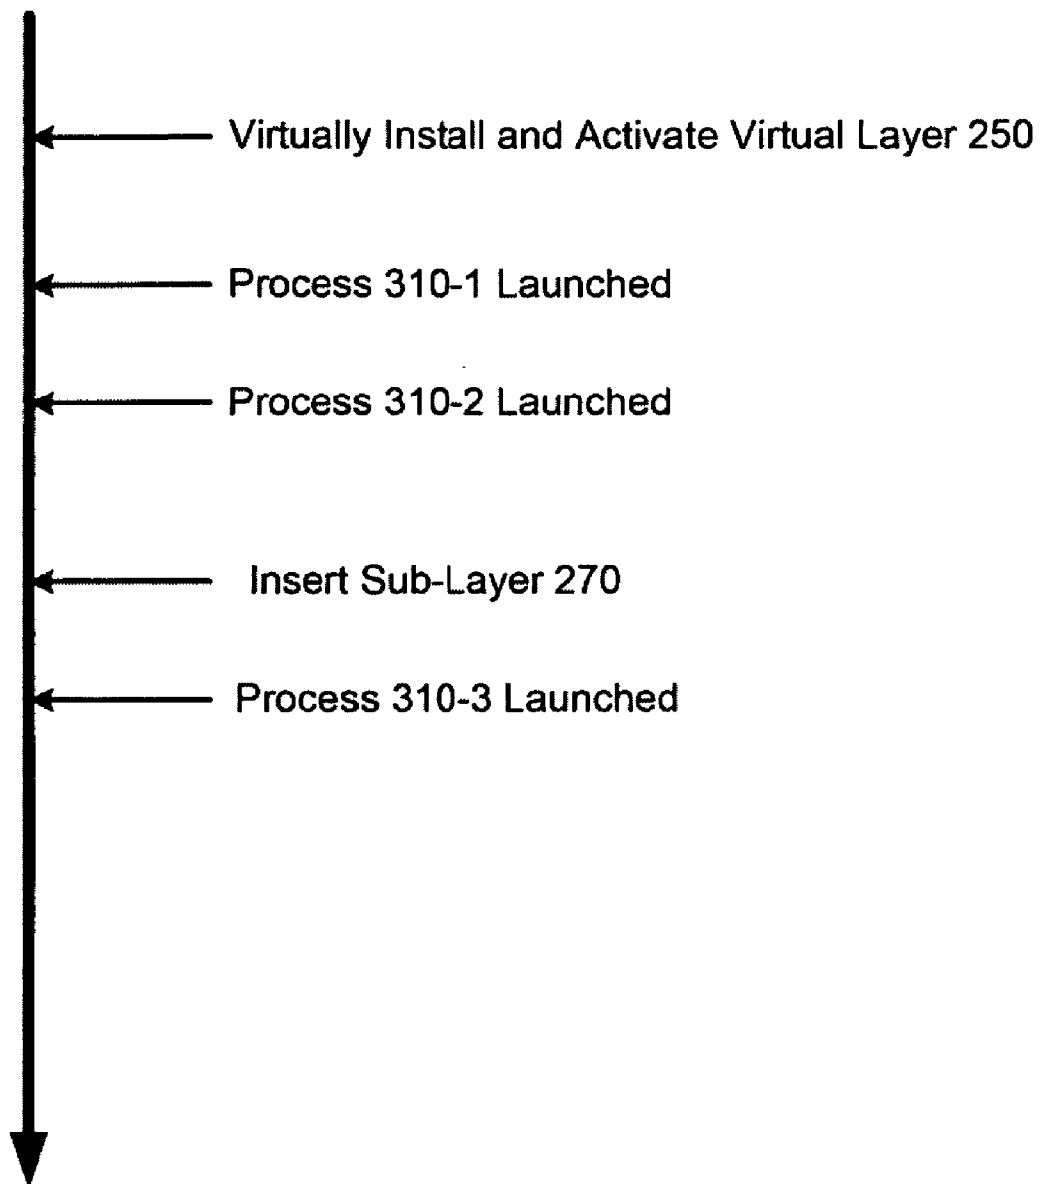 Virtually Install and Activate Virtual Layer 250
Process 310-1 Launched
Process 310-2 Launched
Insert Sub-Layer 270
Process 310-3 Launched